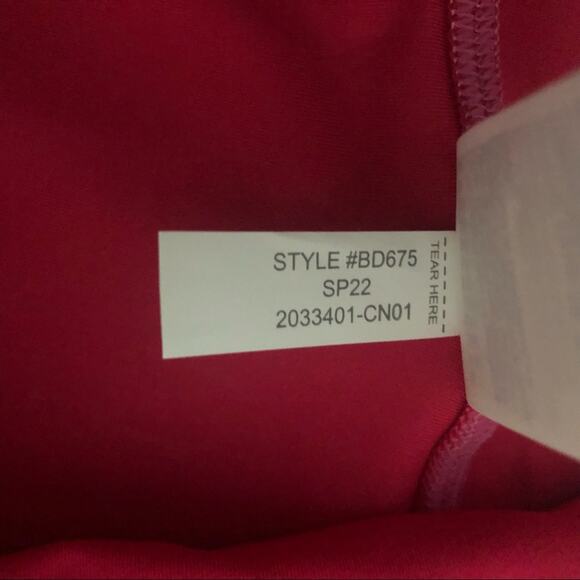 STYLE #BD675
SP22
2033401-CN01
TEAR HERE